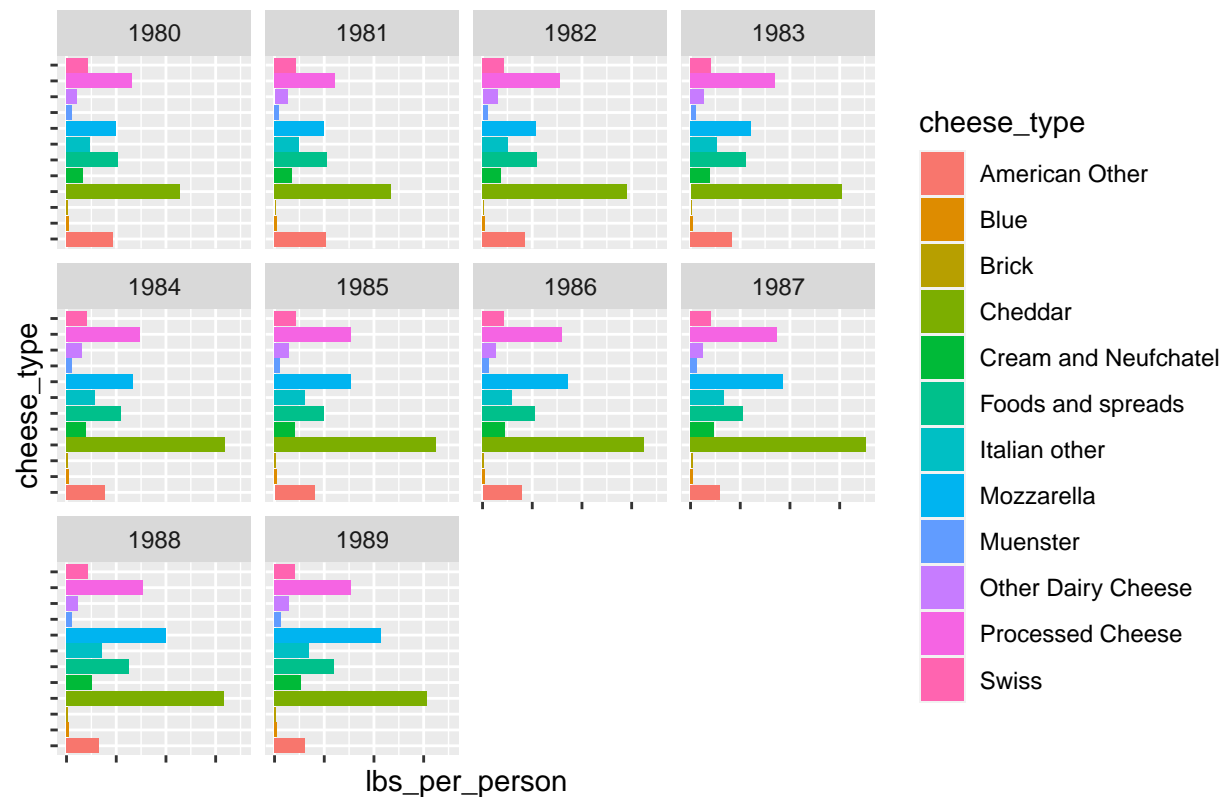 1980
1981
1982
1983
1984
1985
1986
1987
1988
1989
cheese_type
lbs_per_person
cheese_type
American Other
Blue
Brick
Cheddar
Cream and Neufchatel
Foods and spreads
Italian other
Mozzarella
Muenster
Other Dairy Cheese
Processed Cheese
Swiss